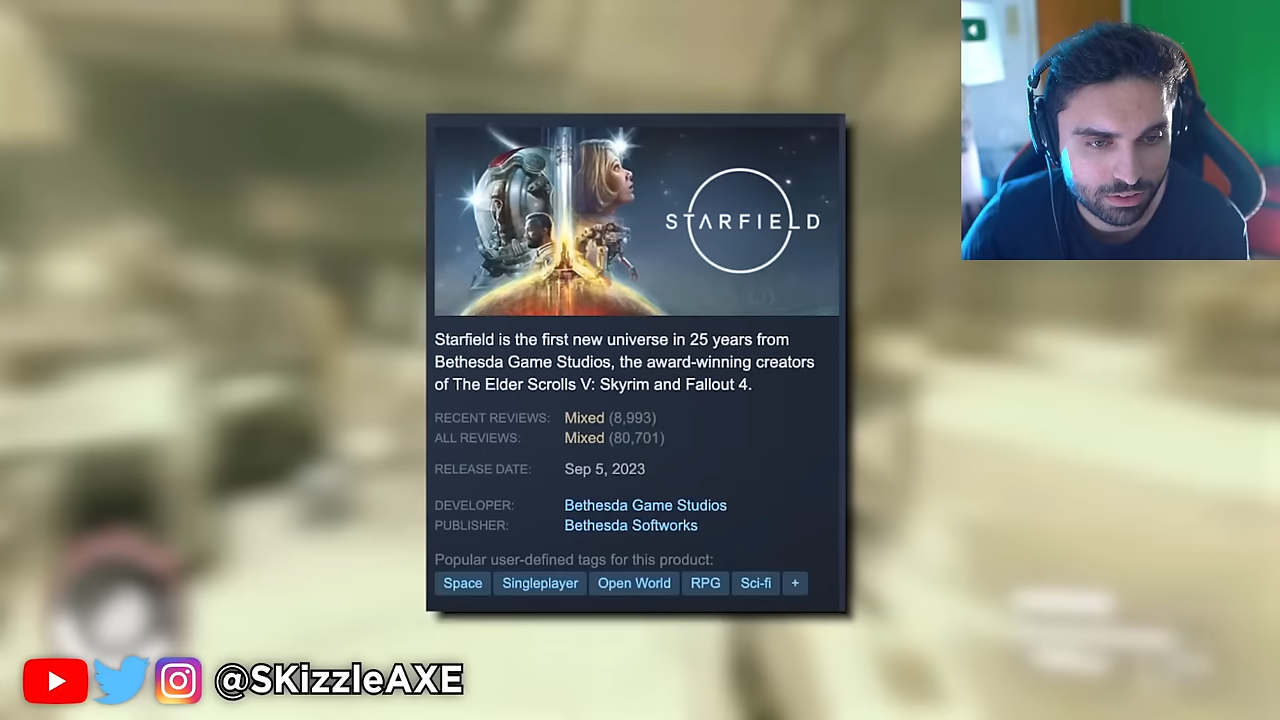 STARFIELD
Starfield is the first new universe in 25 years from
Bethesda Game Studios, the award-winning creators
of The Elder Scrolls V: Skyrim and Fallout 4.
RECENT REVIEWS: Mixed (8,993)
ALL REVIEWS: Mixed (80,701)
RELEASE DATE: Sep 5, 2023
DEVELOPER: Bethesda Game Studios
PUBLISHER: Bethesda Softworks
Popular user-defined tags for this product:
Space Singleplayer Open World RPG Sci-fi +
@SKizzleAXE